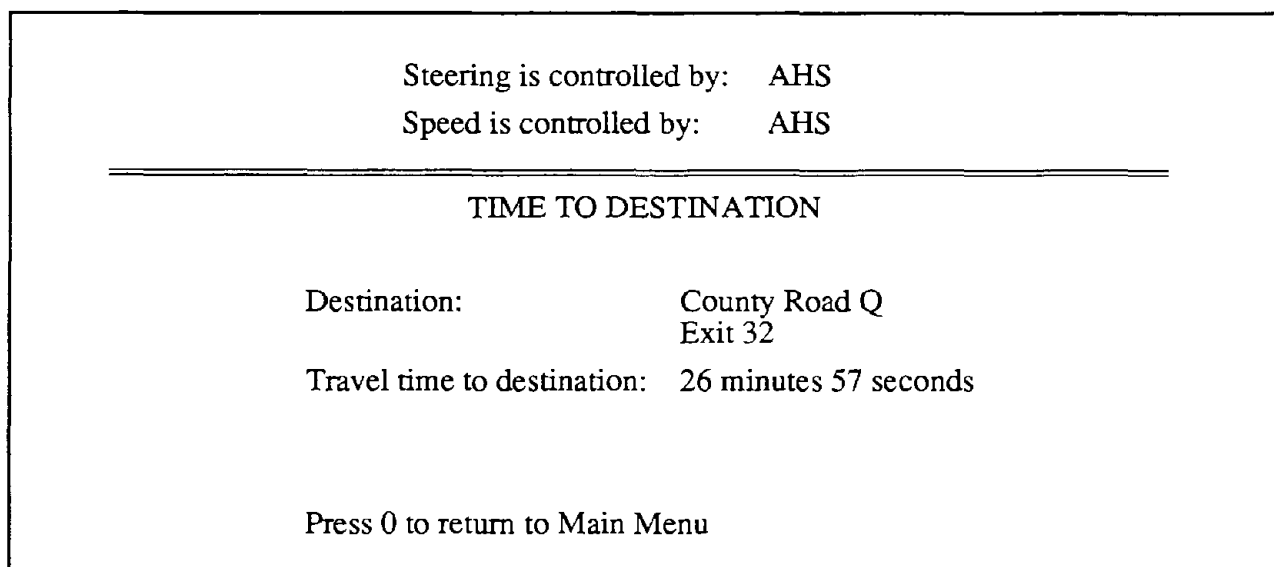 Steering is controlled by: AHS
Speed is controlled by: AHS
TIME TO DESTINATION
Destination: County Road Q
Exit 32
Travel time to destination: 26 minutes 57 seconds
Press 0 to return to Main Menu